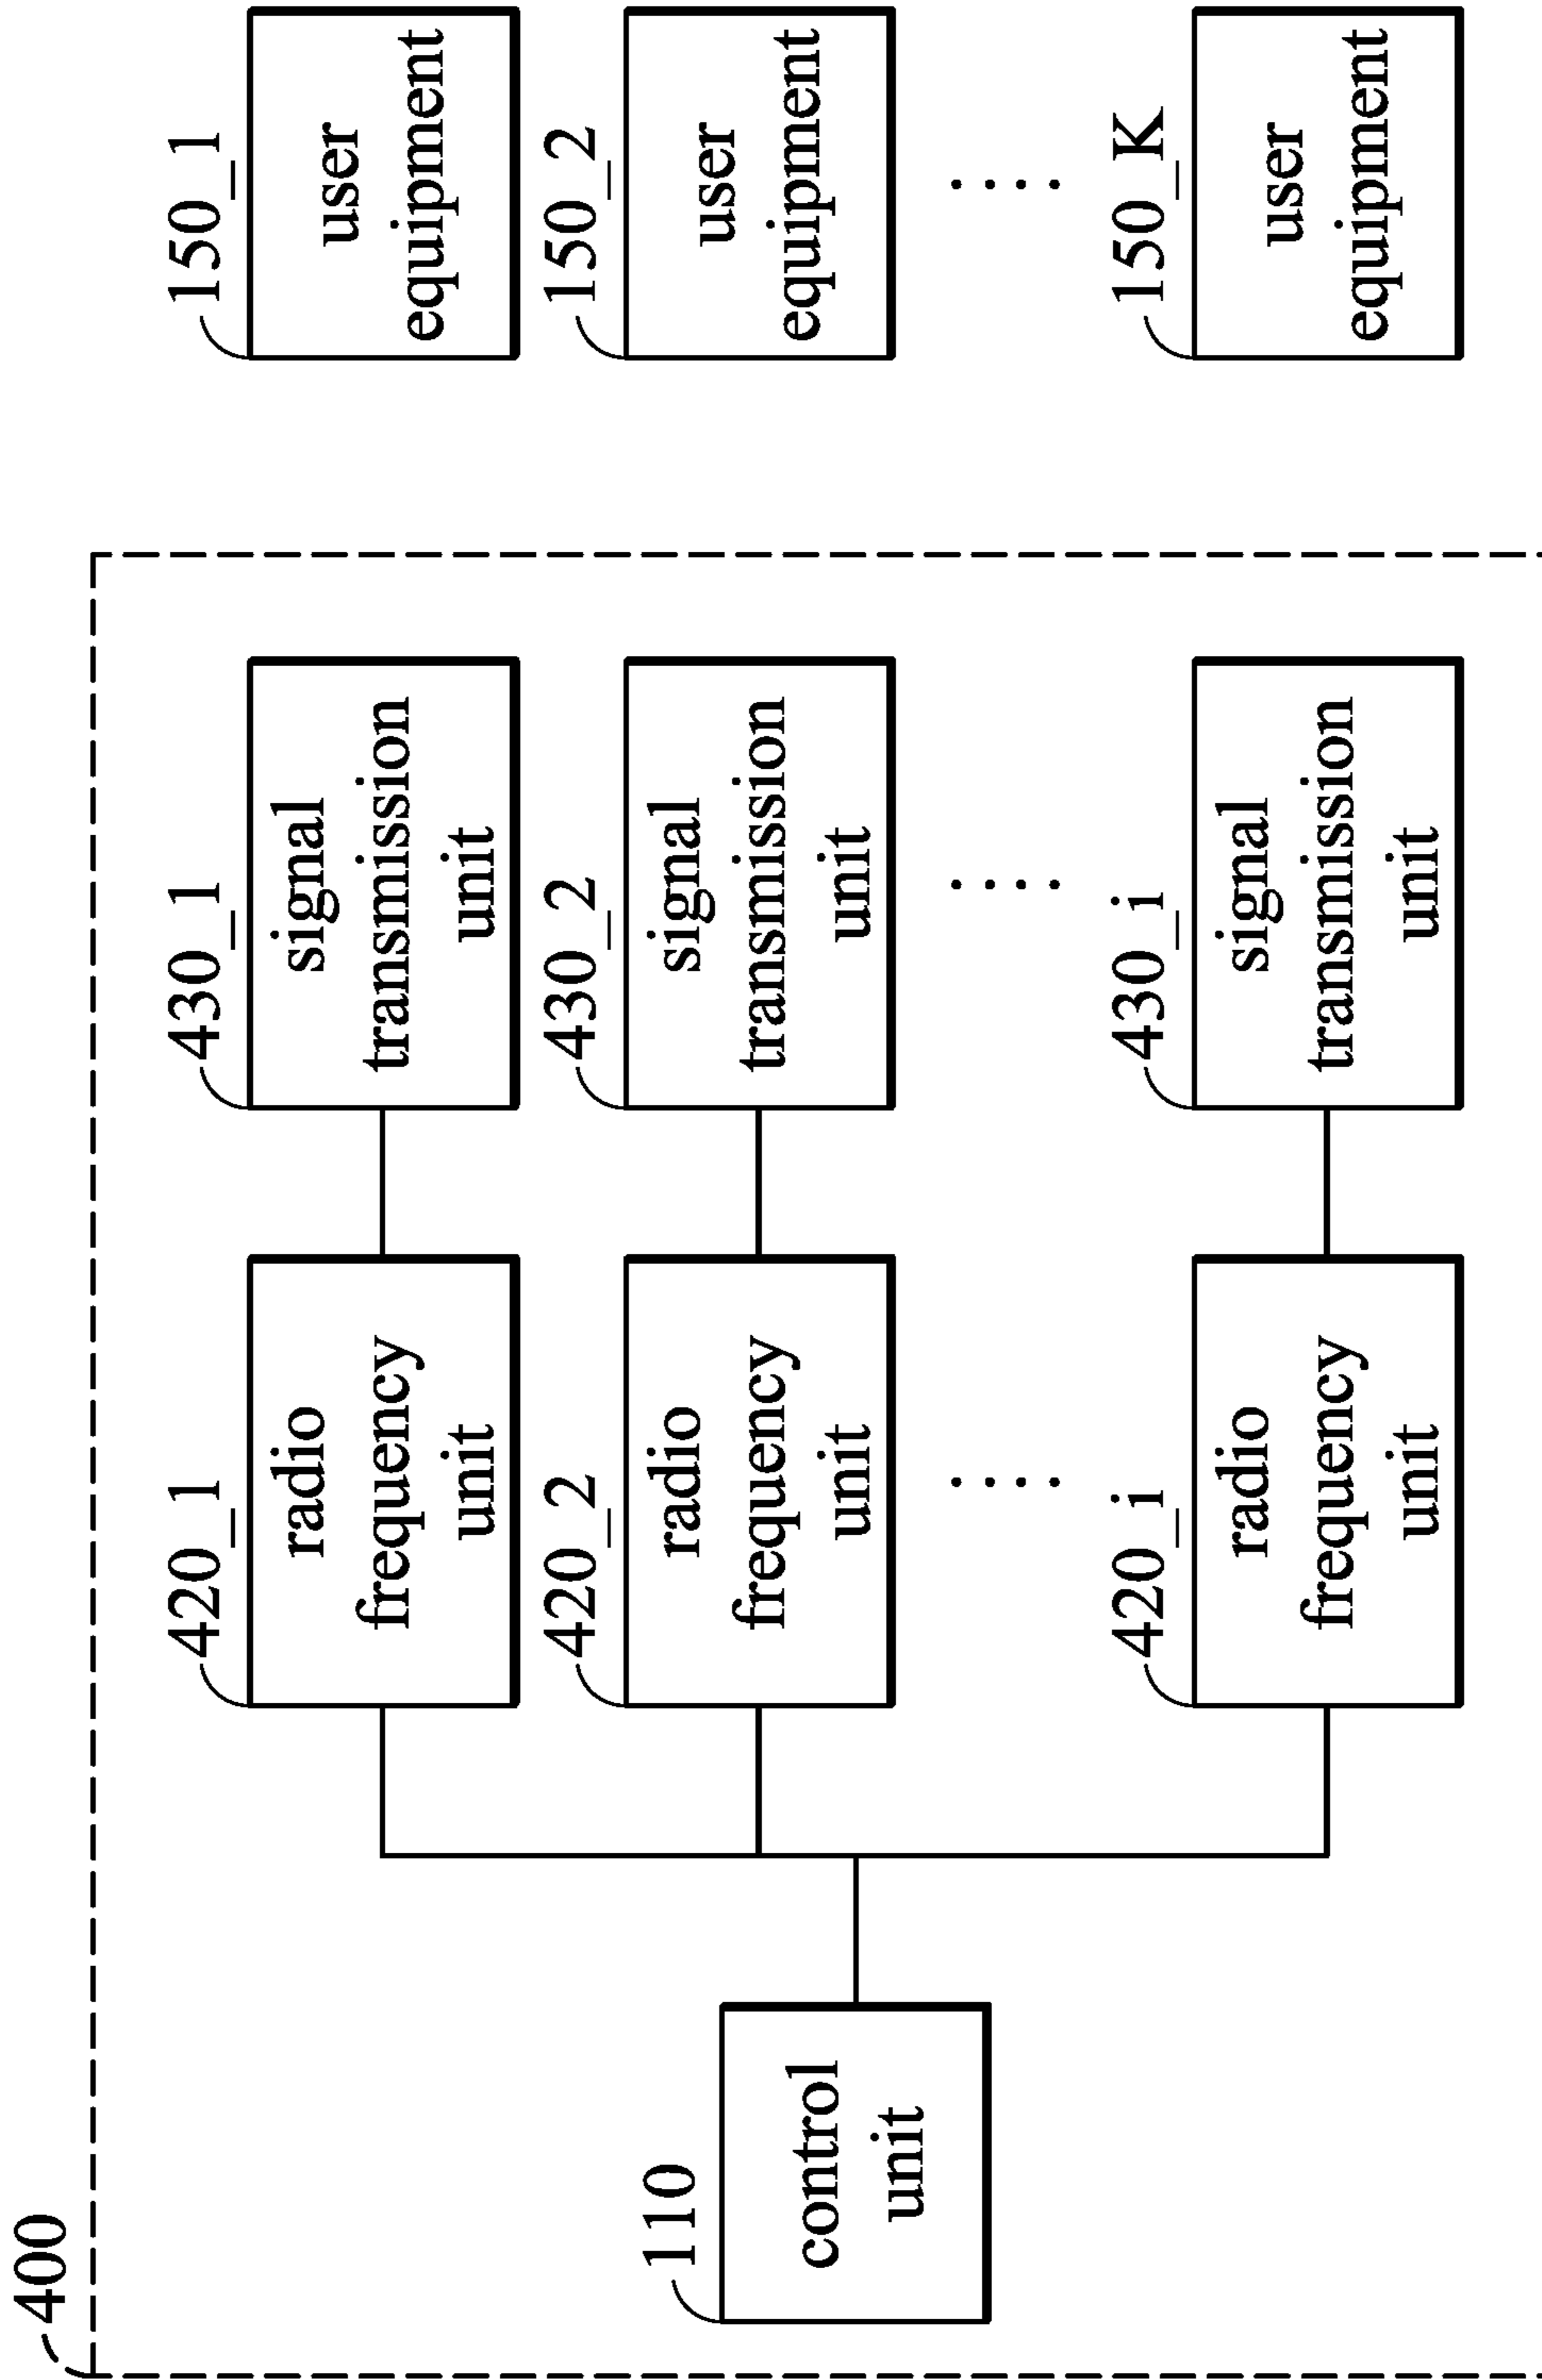 400
110
control
unit
420_1
radio
frequency
unit
430_1
signal
transmission
unit
150_1
user
equipment
420_2
radio
frequency
unit
430_2
signal
transmission
unit
150_2
user
equipment
420_i
radio
frequency
unit
430_i
signal
transmission
unit
150_K
user
equipment